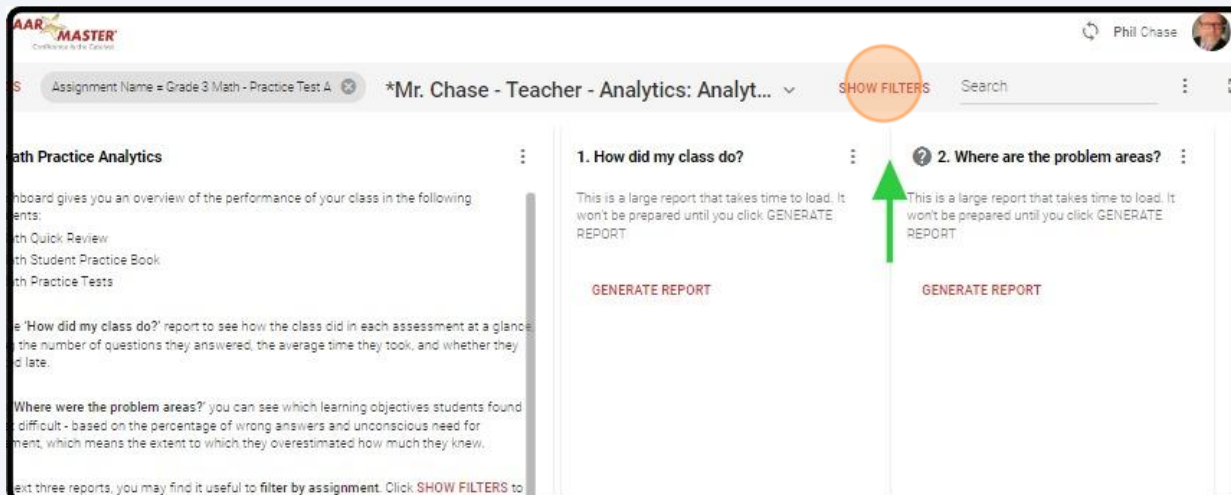 AAR
MASTER
Phil Chase
S
Assignment Name = Grade 3 Math - Practice Test A
*Mr. Chase - Teacher - Analytics: Analyt...
SHOW FILTERS
Search
ath Practice Analytics
hboard gives you an overview of the performance of your class in the following
ents:
th Quick Review
th Student Practice Book
th Practice Tests
e 'How did my class do?' report to see how the class did in each assessment at a glance,
the number of questions they answered, the average time they took, and whether they
d late.
'Where were the problem areas?' you can see which learning objectives students found
difficult - based on the percentage of wrong answers and unconscious need for
ment, which means the extent to which they overestimated how much they knew.
ext three reports, you may find it useful to filter by assignment. Click SHOW FILTERS to
1. How did my class do?
This is a large report that takes time to load. It
won't be prepared until you click GENERATE
REPORT
GENERATE REPORT
2. Where are the problem areas?
This is a large report that takes time to load. It
won't be prepared until you click GENERATE
REPORT
GENERATE REPORT